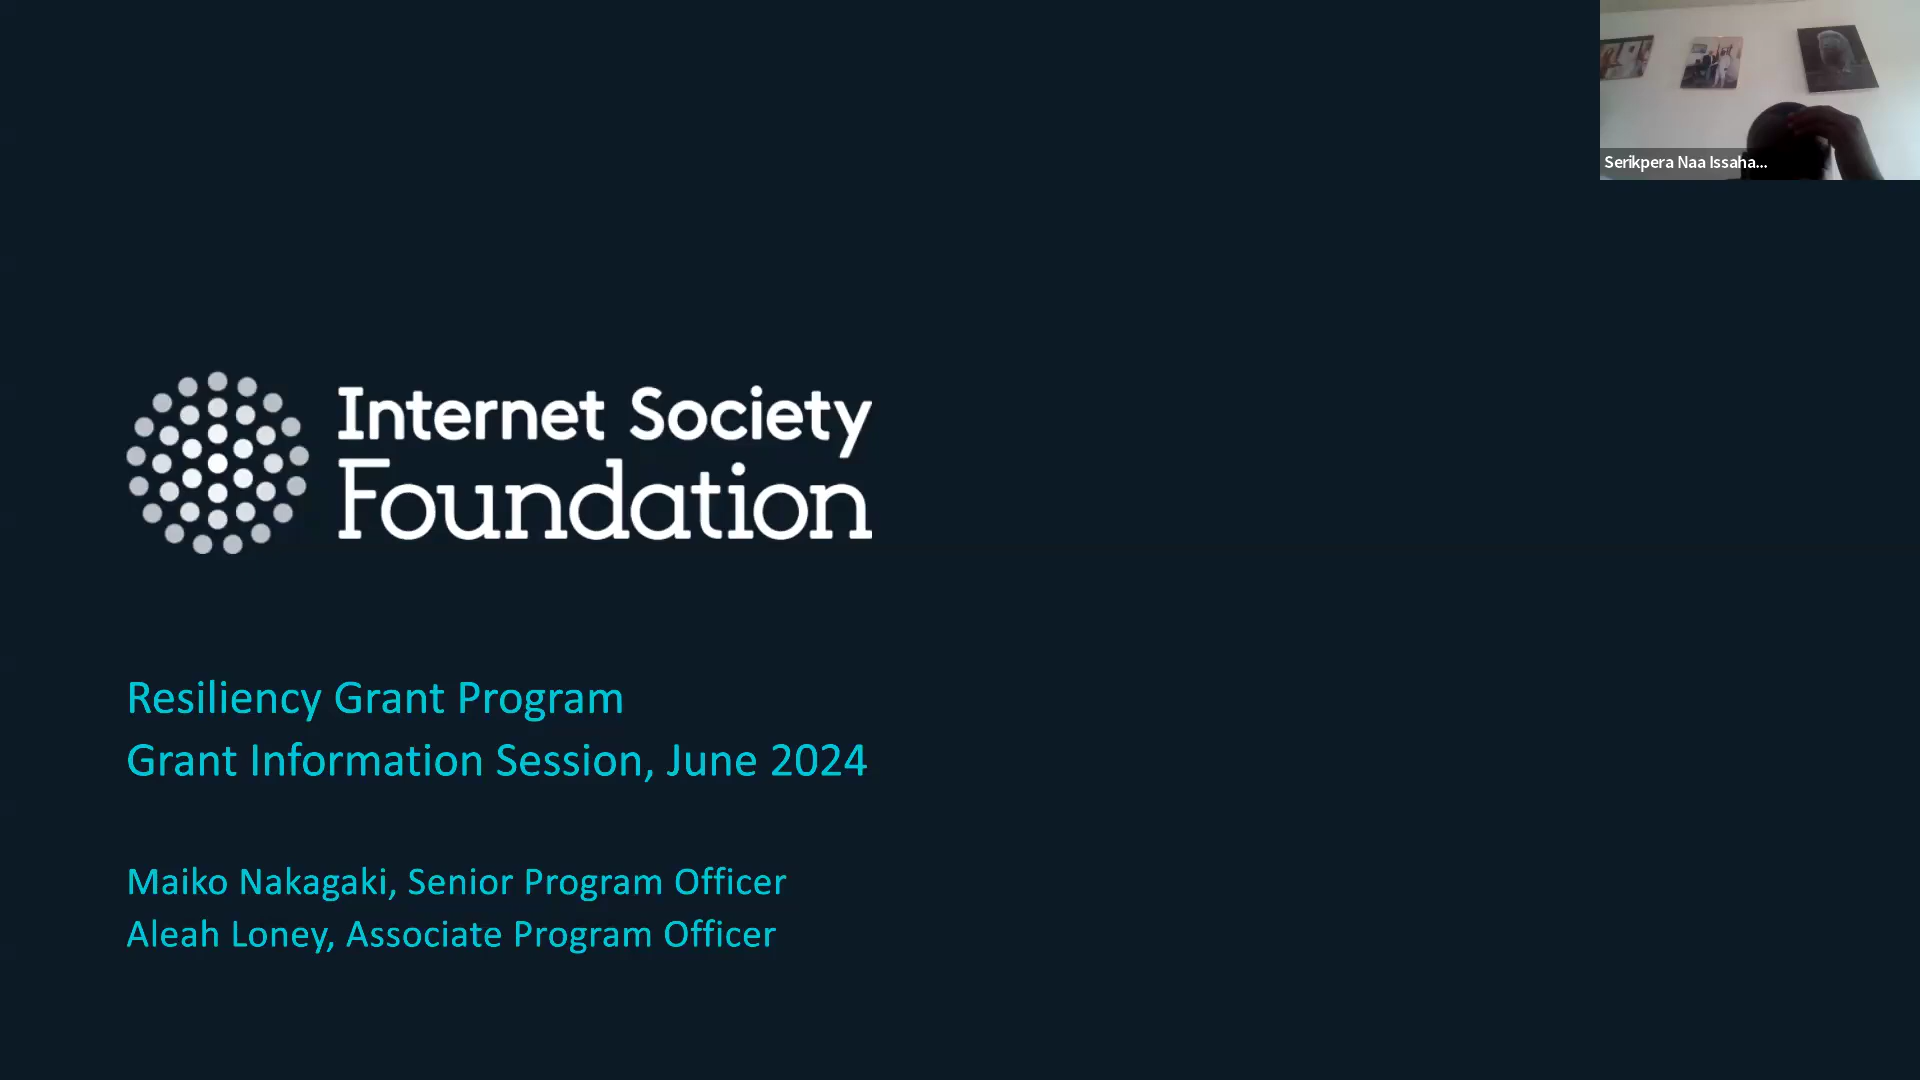 Serikpera Naa Issaha...
Internet Society
Foundation
Resiliency Grant Program
Grant Information Session, June 2024
Maiko Nakagaki, Senior Program Officer
Aleah Loney, Associate Program Officer